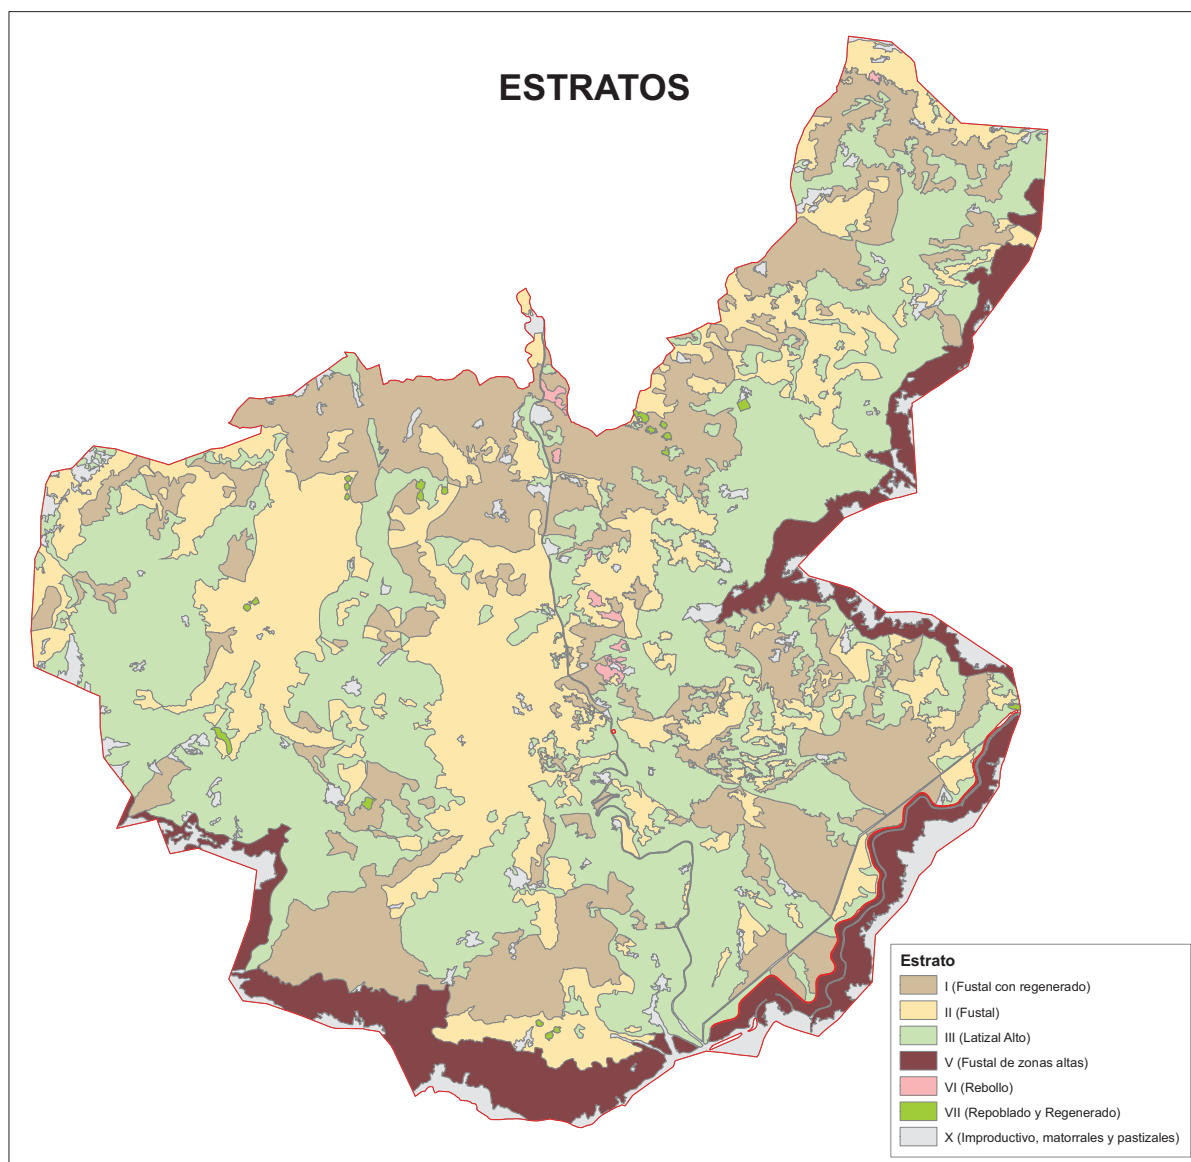 ESTRATOS
Estrato
I (Fustal con regenerado)
II (Fustal)
III (Latizal Alto)
V (Fustal de zonas altas)
VI (Rebollo)
VII (Repoblado y Regenerado)
X (Improductivo, matorrales y pastizales)